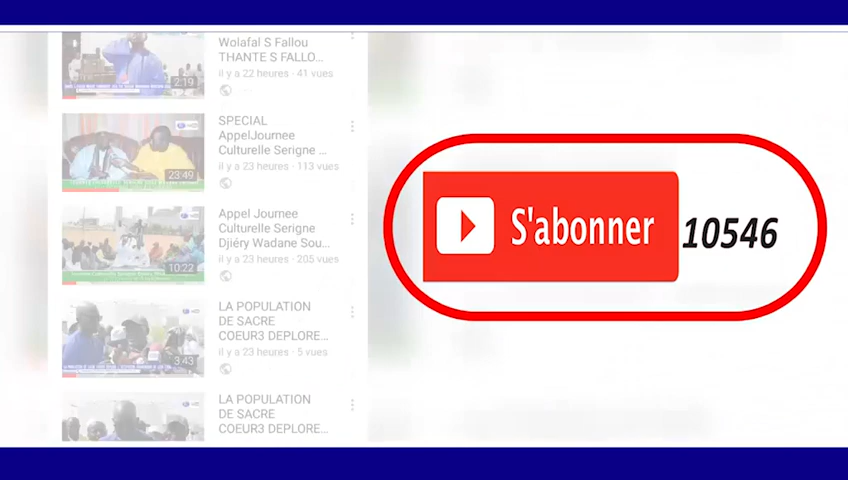 Wolafal S Fallou
THANTE S FALLO...
il y a 22 heures · 41 vues
2:19
SPECIAL
AppelJournee
Culturelle Serigne ...
il y a 23 heures · 113 vues
23:49
Appel Journee
Culturelle Serigne
Djiéry Wadane Sou...
il y a 23 heures · 205 vues
10:22
LA POPULATION
DE SACRE
COEUR3 DEPLORE...
il y a 23 heures · 5 vues
3:43
LA POPULATION
DE SACRE
COEUR3 DEPLORE...
S'abonner
10546